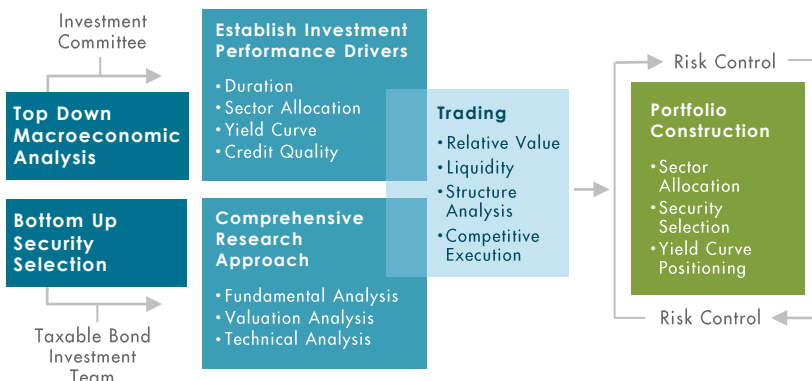 Investment
Committee
Top Down
Macroeconomic
Analysis
Bottom Up
Security
Selection
Taxable Bond
Investment
Team
Establish Investment
Performance Drivers
• Duration
• Sector Allocation
• Yield Curve
• Credit Quality
Comprehensive
Research
Approach
• Fundamental Analysis
• Valuation Analysis
• Technical Analysis
Trading
• Relative Value
• Liquidity
• Structure
Analysis
• Competitive
Execution
Risk Control
Portfolio
Construction
• Sector
Allocation
• Security
Selection
• Yield Curve
Positioning
Risk Control